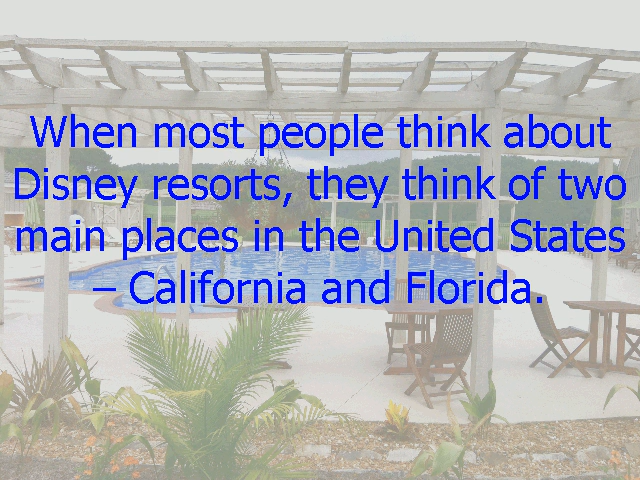 When most people think about
Disney resorts, they think of two
main places in the United States
– California and Florida.